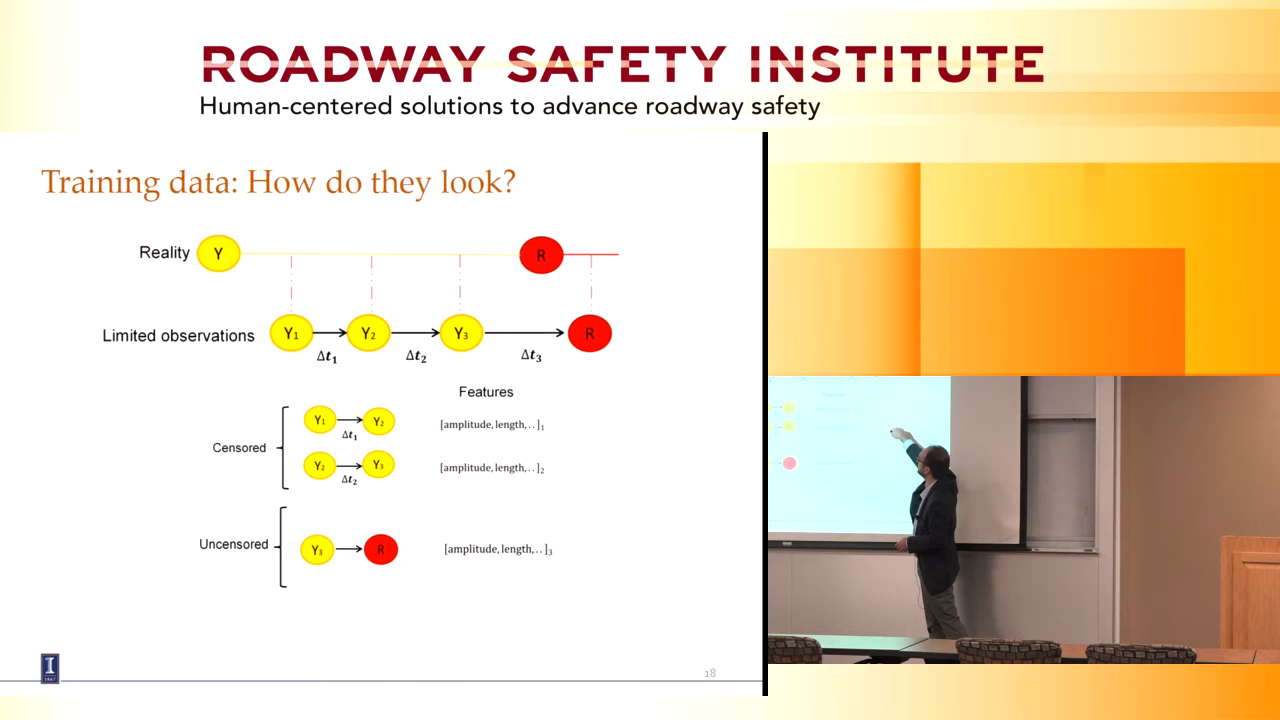 ROADWAY SAFETY INSTITUTE
Human-centered solutions to advance roadway safety
Training data: How do they look?
Reality Y R
Limited observations Y₁ Y₂ Y₃ R
Δt₁ Δt₂ Δt₃
Features
Censored
Y₁ Y₂ [amplitude, length, . . ]₁
Δt₁
Y₂ Y₃ [amplitude, length, . . ]₂
Δt₂
Uncensored
Y₃ R [amplitude, length, . . ]₃
I
18